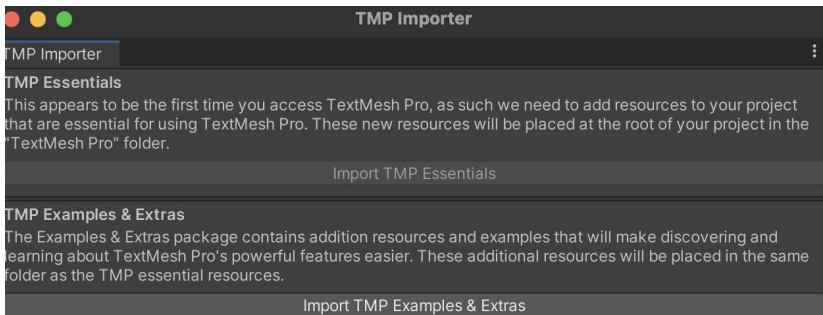 TMP Importer
TMP Importer
TMP Essentials
This appears to be the first time you access TextMesh Pro, as such we need to add resources to your project
that are essential for using TextMesh Pro. These new resources will be placed at the root of your project in the
"TextMesh Pro" folder.
Import TMP Essentials
TMP Examples & Extras
The Examples & Extras package contains addition resources and examples that will make discovering and
learning about TextMesh Pro's powerful features easier. These additional resources will be placed in the same
folder as the TMP essential resources.
Import TMP Examples & Extras